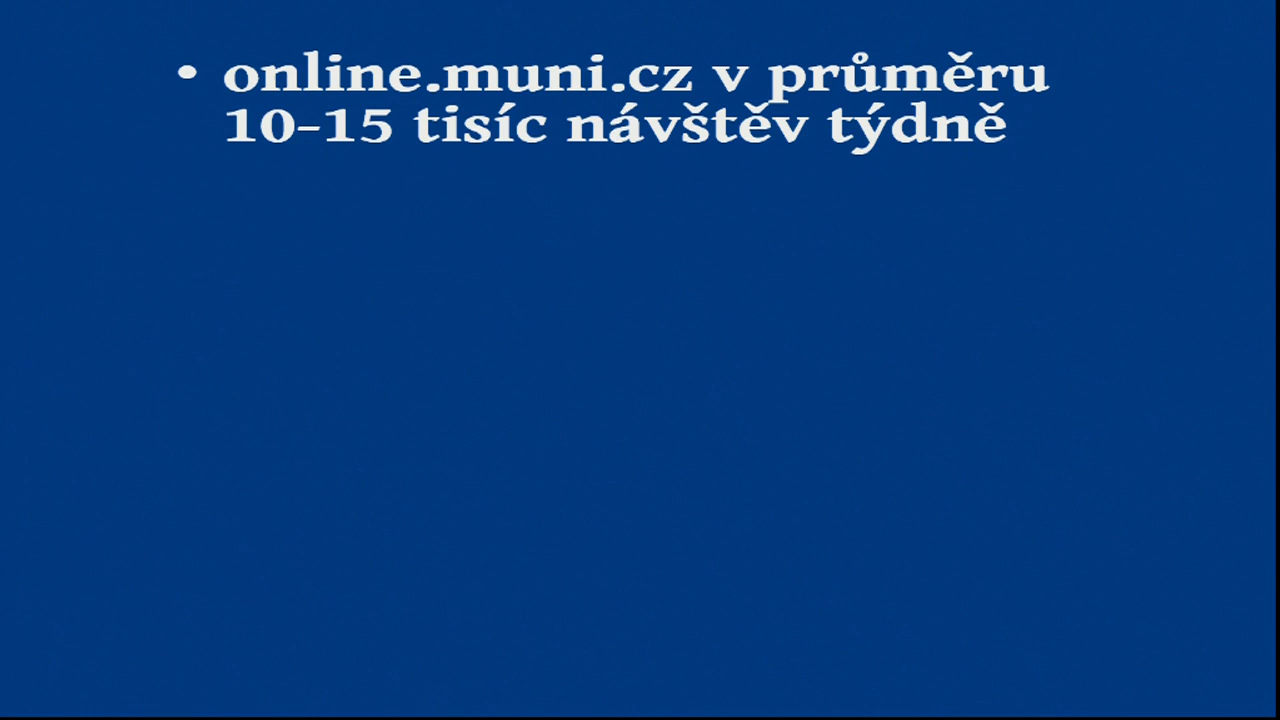 • online.muni.cz v průměru
10-15 tisíc návštěv týdně